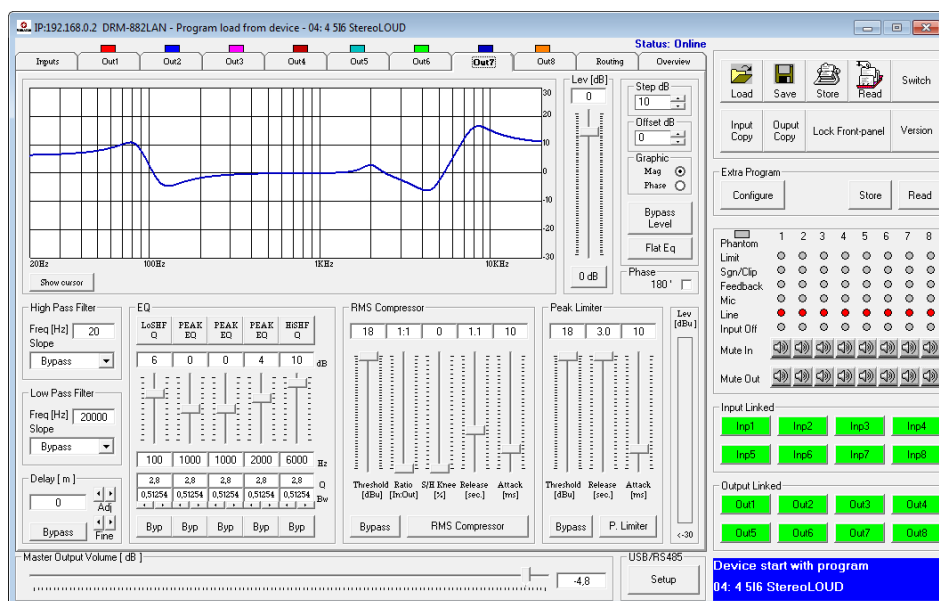 IP:192.168.0.2 DRM-882LAN - Program load from device - 04: 4 5I6 StereoLOUD
Status: Online
Inputs Out1 Out2 Out3 Out4 Out5 Out6 Out7 Out8 Routing Overview
30
20
10
0
-10
-20
-30
20Hz 100Hz 1KHz 10KHz
Show cursor
Lev [dB]
0
0 dB
Step dB
10
Offset dB
0
Graphic
Mag
Phase
Bypass
Level
Flat Eq
Phase
180 '
High Pass Filter
Freq [Hz] 20
Slope
Bypass
Low Pass Filter
Freq [Hz] 20000
Slope
Bypass
Delay [ m ]
0
Adj
Bypass Fine
EQ
LoSHF PEAK PEAK PEAK HiSHF
Q EQ EQ EQ Q
6 0 0 4 10 dB
100 1000 1000 2000 6000 Hz
2,8 2,8 2,8 2,8 2,8 Q
0,51254 0,51254 0,51254 0,51254 0,51254 Bw
Byp Byp Byp Byp Byp
RMS Compressor
18 1:1 0 1.1 10
Threshold Ratio S/H Knee Release Attack
[dBu] [In:Out] [%] [sec.] [ms]
Bypass RMS Compressor
Peak Limiter
18 3.0 10
Threshold Release Attack
[dBu] [sec.] [ms]
Bypass P. Limiter
Lev
[dBu]
<-30
Master Output Volume [ dB ]
-4,8
USB/RS485
Setup
Load Save Store Read Switch
Input Ouput Lock Front-panel Version
Copy Copy
Extra Program
Configure Store Read
1 2 3 4 5 6 7 8
Phantom
Limit
Sgn/Clip
Feedback
Mic
Line
Input Off
Mute In
Mute Out
Input Linked
Inp1 Inp2 Inp3 Inp4
Inp5 Inp6 Inp7 Inp8
Output Linked
Out1 Out2 Out3 Out4
Out5 Out6 Out7 Out8
Device start with program
04: 4 5I6 StereoLOUD